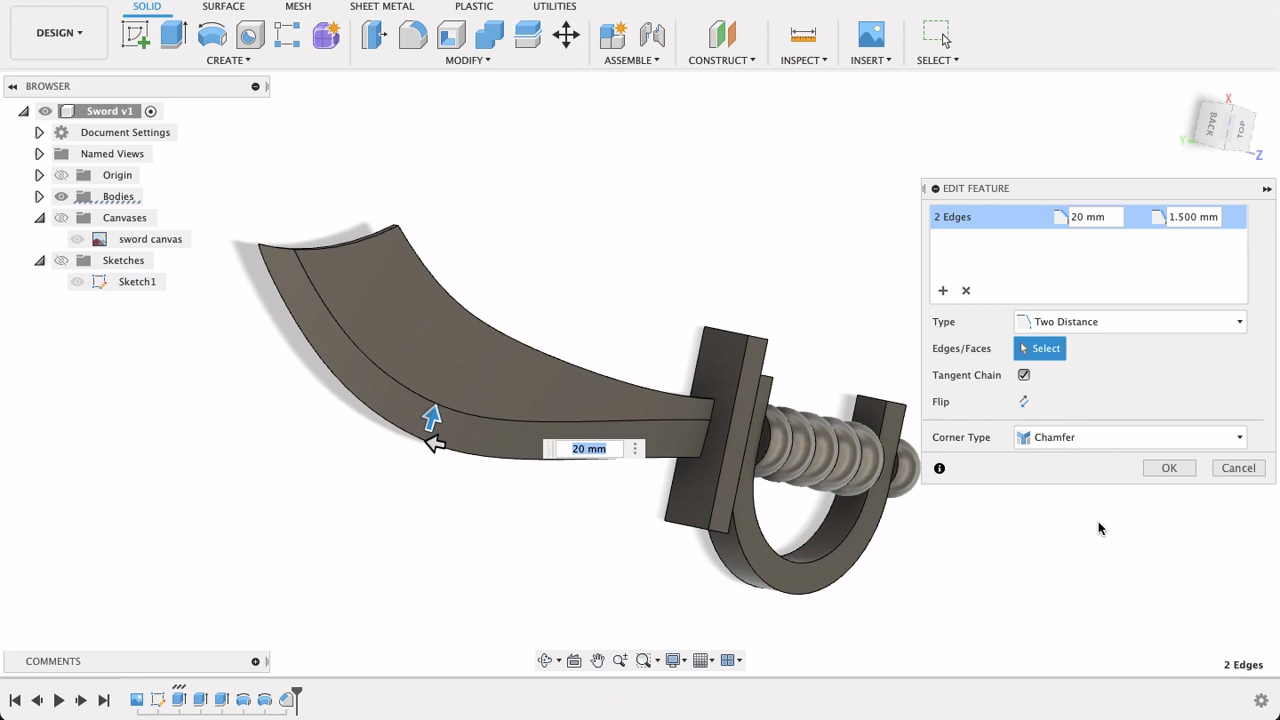 SOLID SURFACE MESH SHEET METAL PLASTIC UTILITIES
DESIGN
CREATE MODIFY ASSEMBLE CONSTRUCT INSPECT INSERT SELECT
BROWSER
Sword v1
Document Settings
Named Views
Origin
Bodies
Canvases
sword canvas
Sketches
Sketch1
X
BACK
TOP
Y
Z
EDIT FEATURE
2 Edges 20 mm 1.500 mm
Type Two Distance
Edges/Faces Select
Tangent Chain
Flip
Corner Type Chamfer
OK Cancel
20 mm
COMMENTS
2 Edges